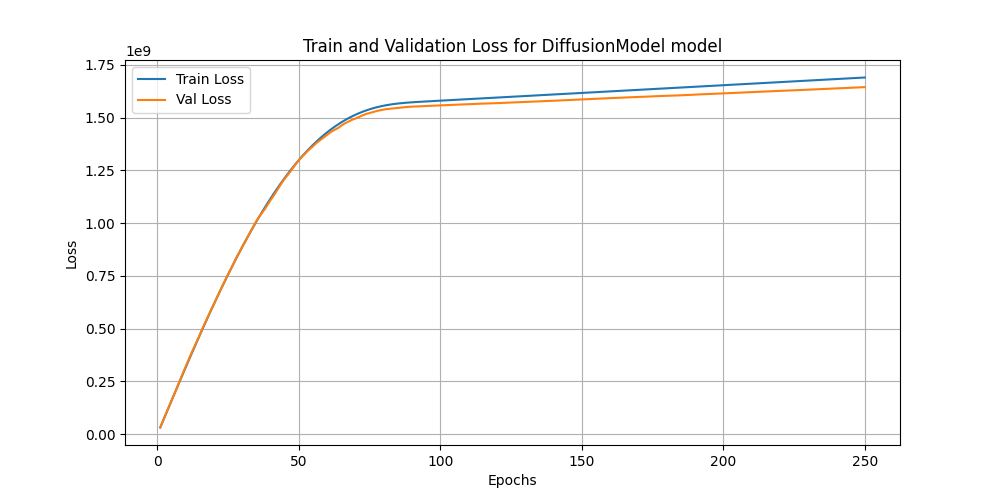 Train and Validation Loss for DiffusionModel model
1e9
Train Loss
Val Loss
1.75
1.50
1.25
1.00
0.75
0.50
0.25
0.00
Loss
0 50 100 150 200 250
Epochs